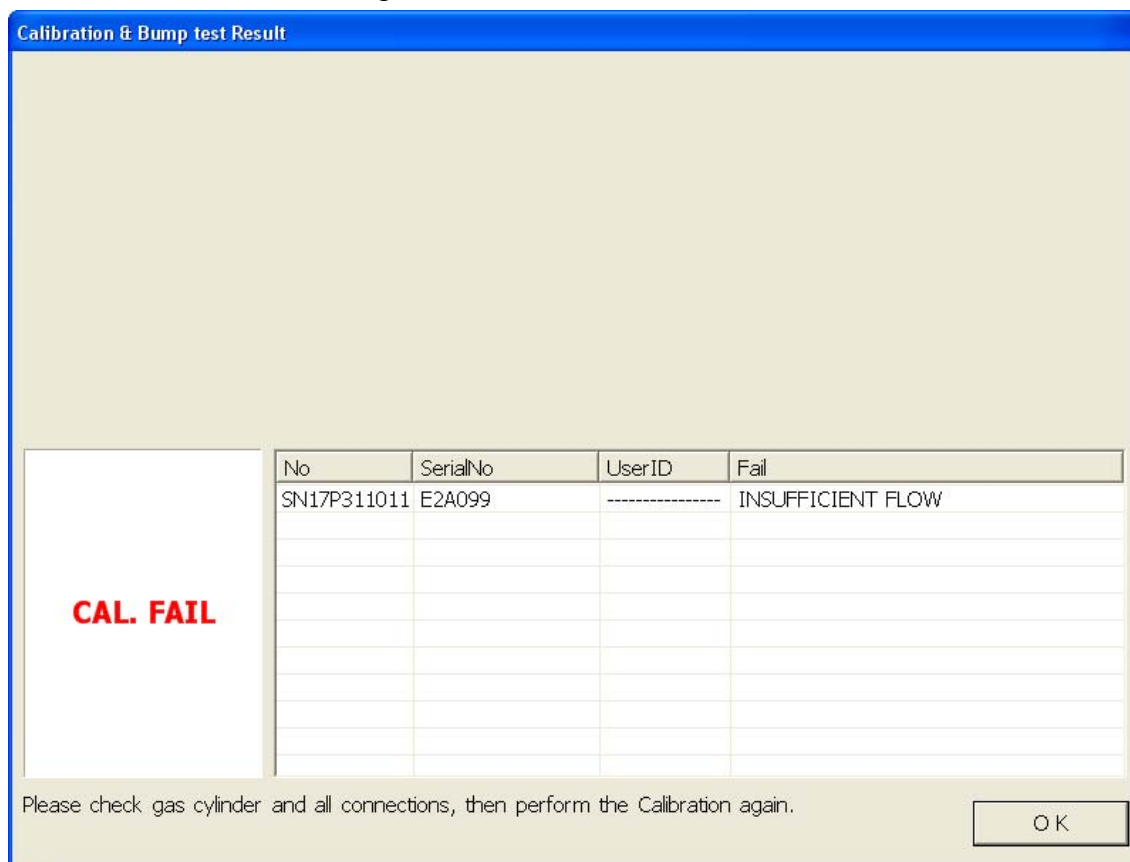 Calibration & Bump test Result
No SerialNo UserID Fail
SN17P311011 E2A099 ---------------- INSUFFICIENT FLOW
CAL. FAIL
Please check gas cylinder and all connections, then perform the Calibration again.
OK